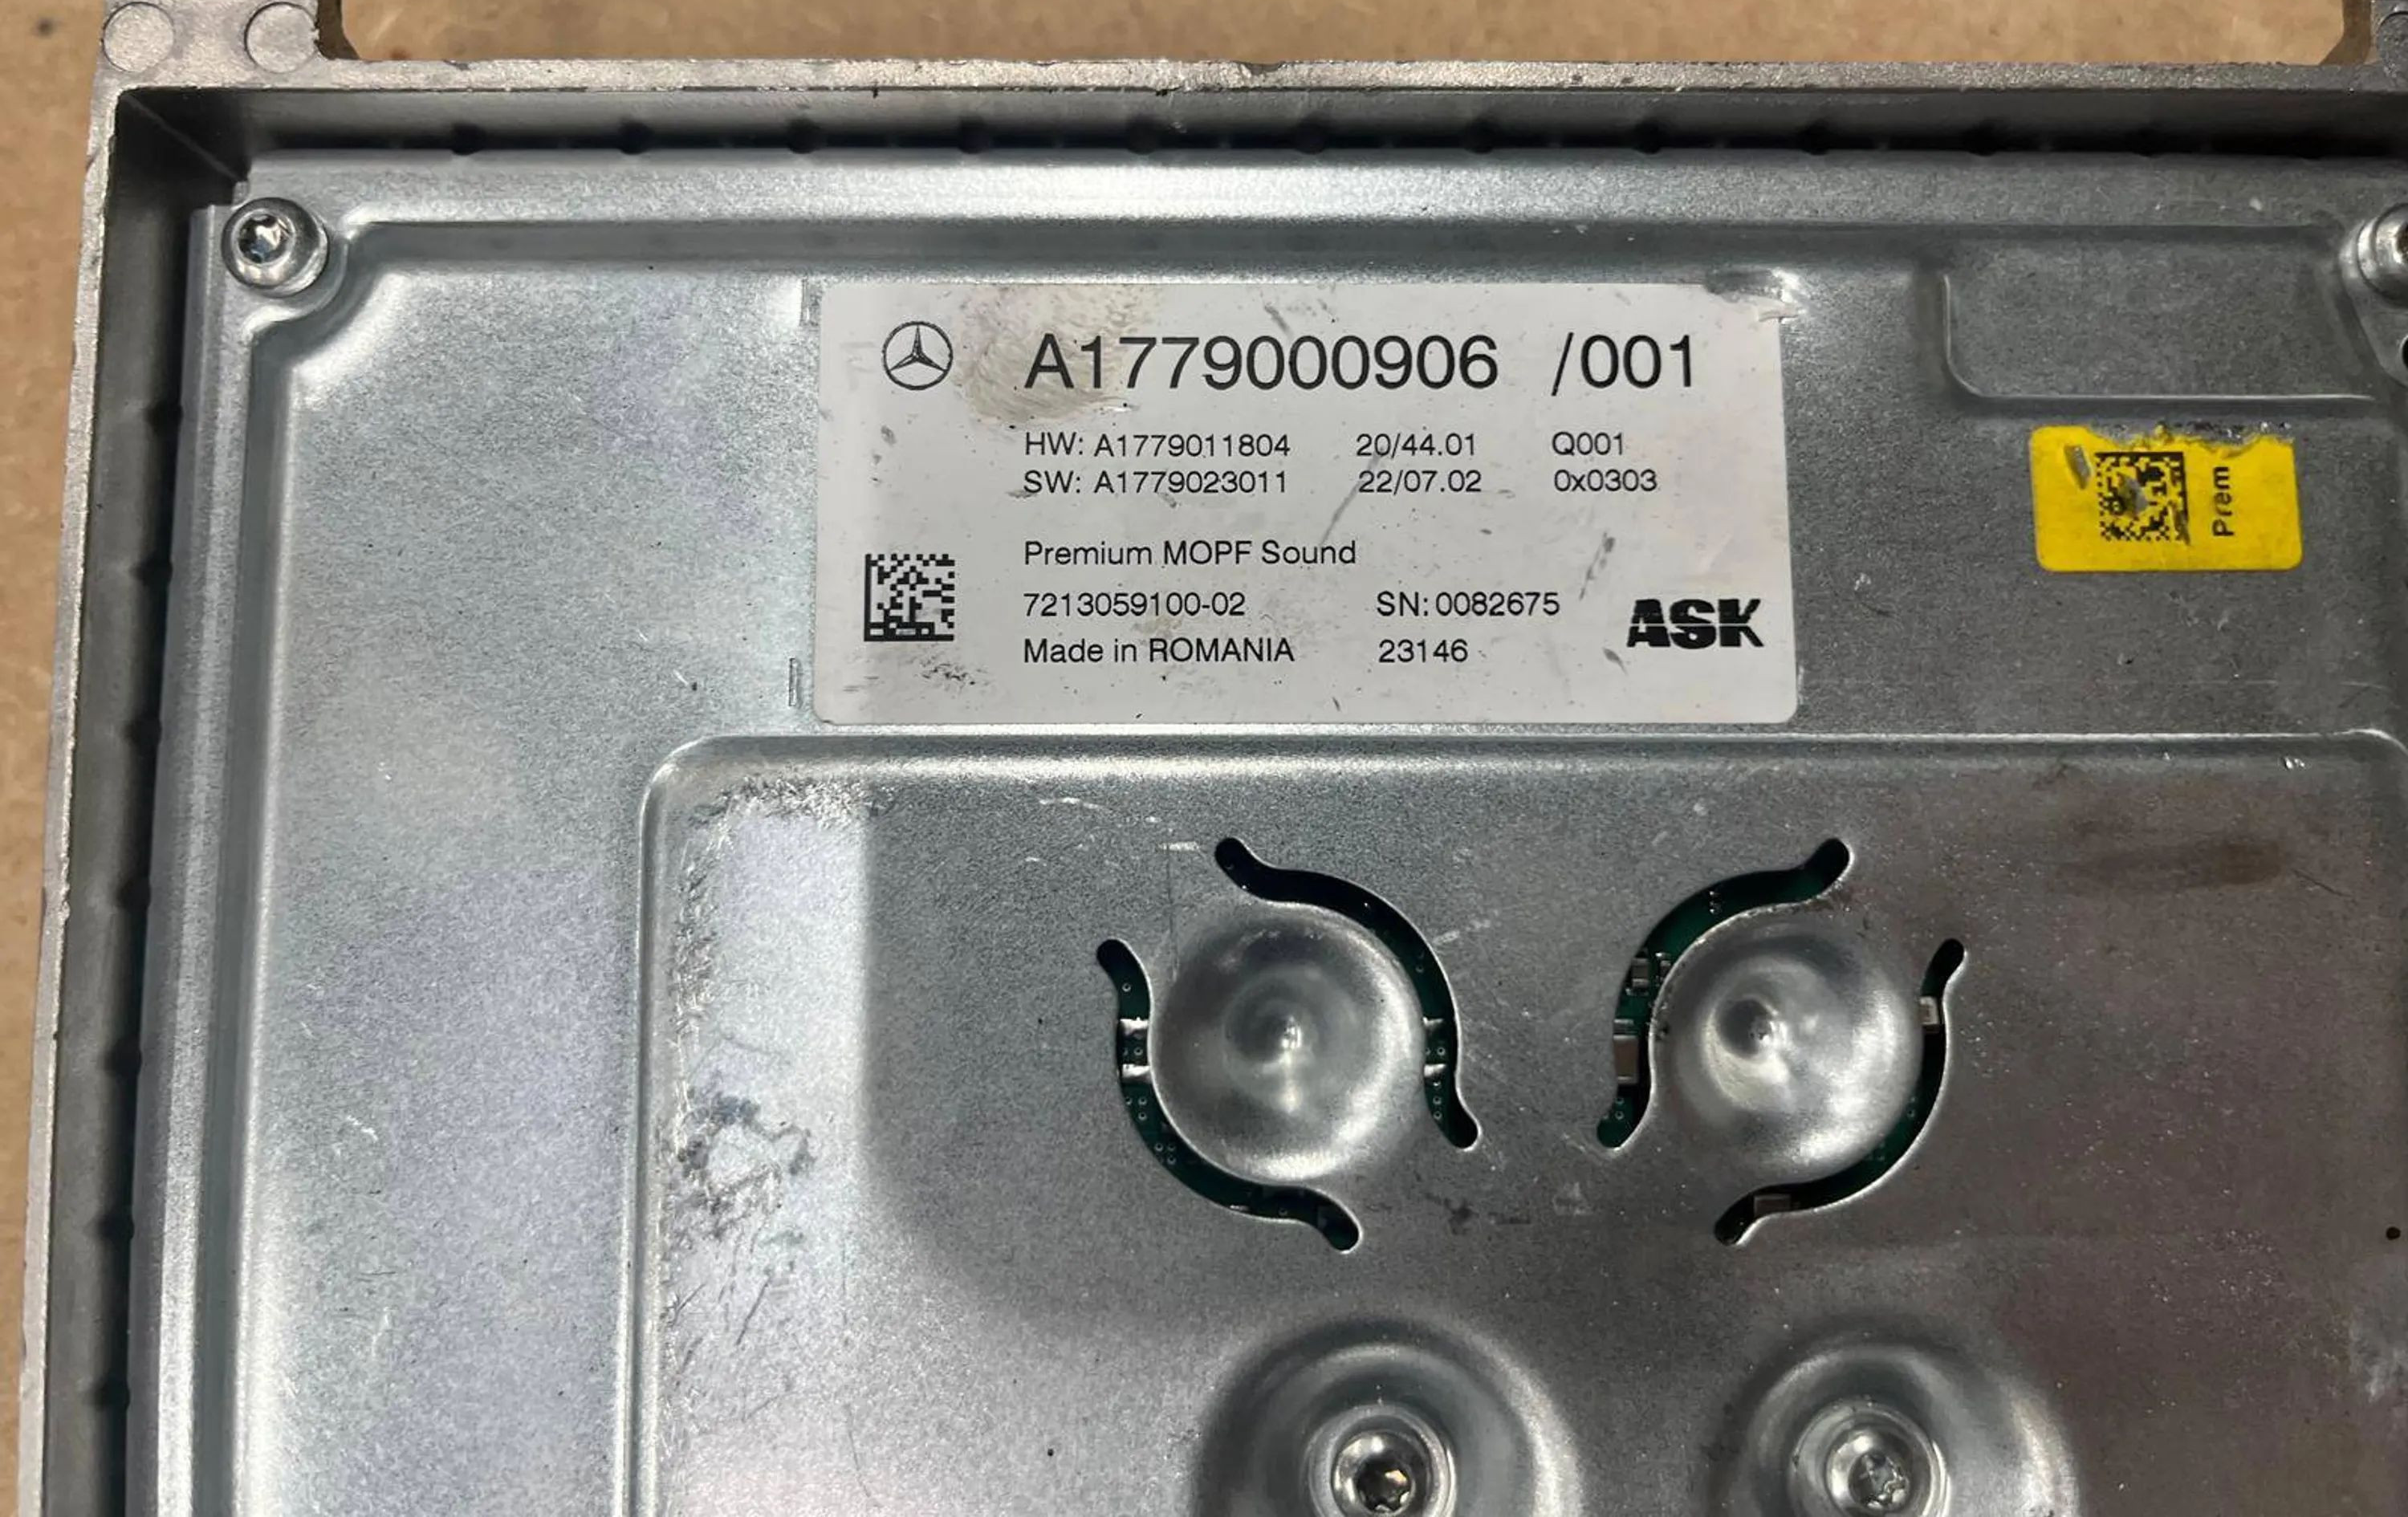 A1779000906 /001
HW: A1779011804 20/44.01 Q001
SW: A1779023011 22/07.02 0x0303
Premium MOPF Sound
7213059100-02 SN:0082675
Made in ROMANIA 23146
ASK
Prem